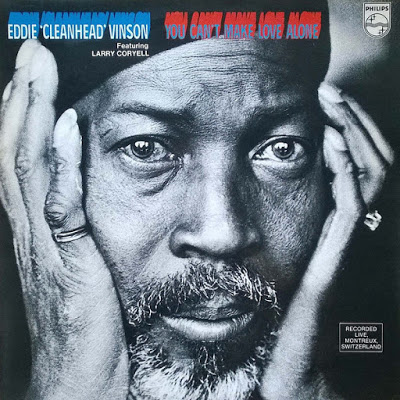 EDDIE 'CLEANHEAD' VINSON
YOU CAN'T MAKE LOVE ALONE
Featuring
LARRY CORYELL
PHILIPS
RECORDED
LIVE,
MONTREUX,
SWITZERLAND